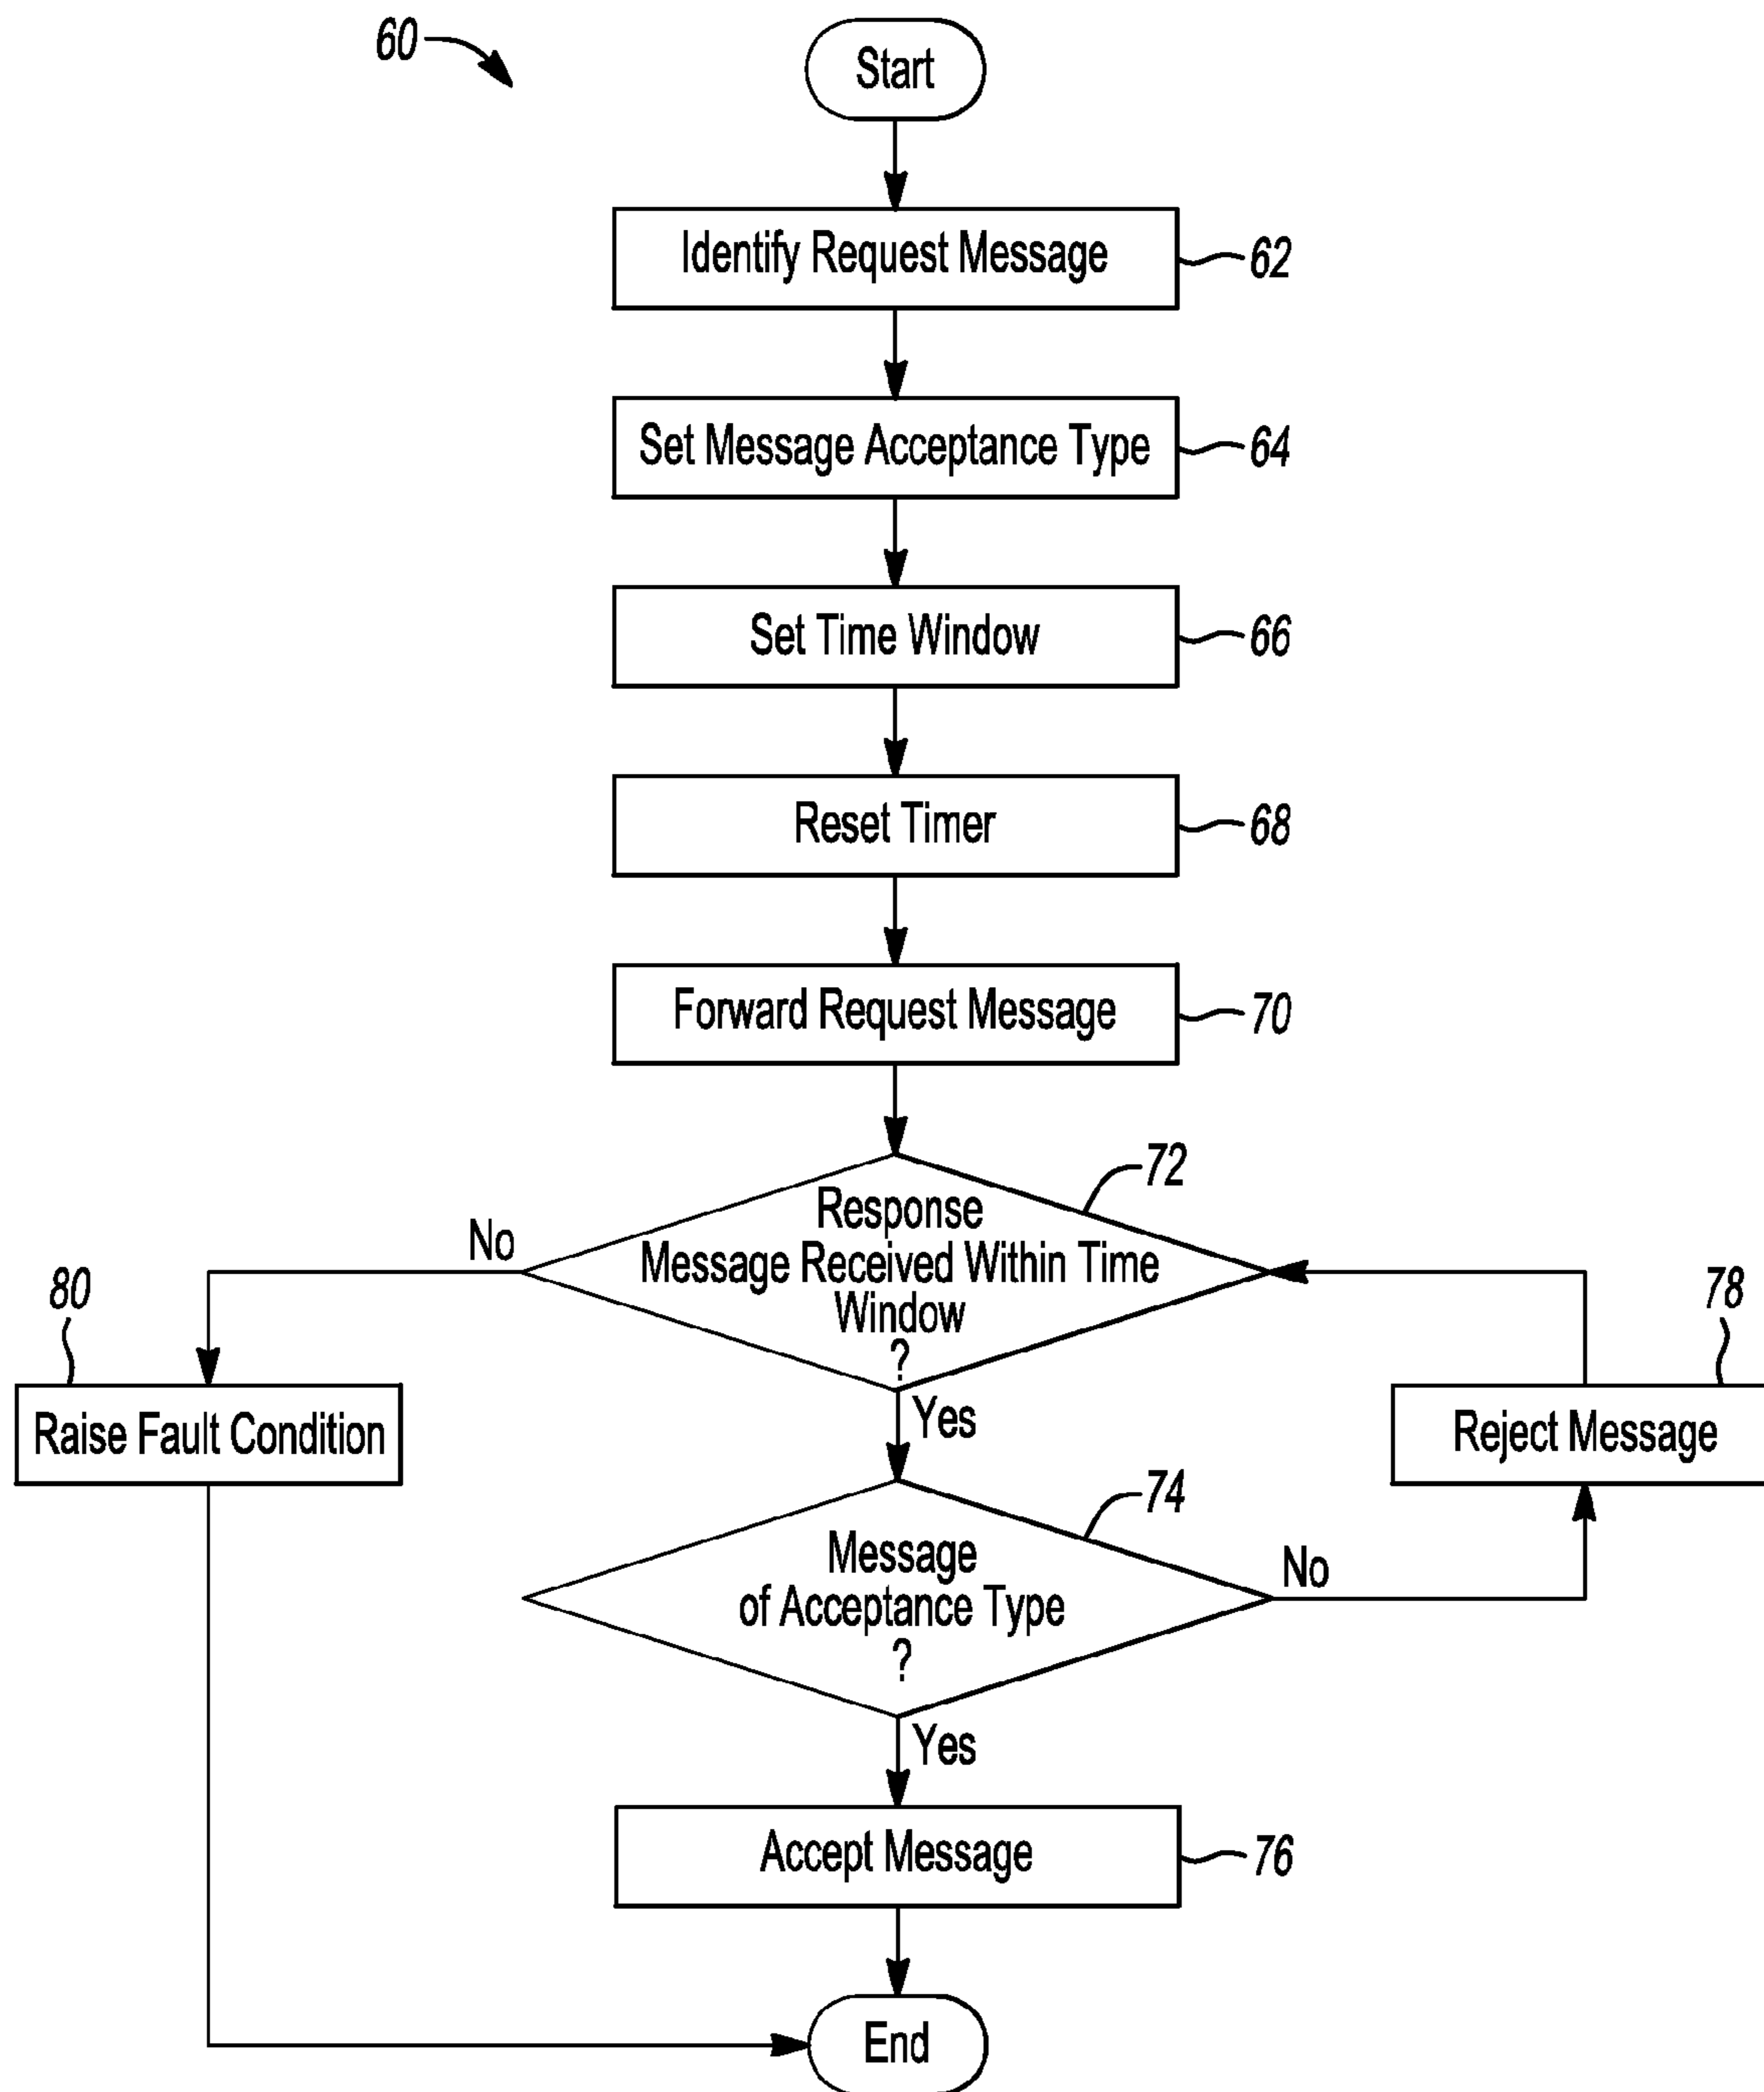 60
Start
Identify Request Message
62
Set Message Acceptance Type
64
Set Time Window
66
Reset Timer
68
Forward Request Message
70
72
Response
Message Received Within Time
Window
?
No
Yes
80
Raise Fault Condition
78
Reject Message
74
Message
of Acceptance Type
?
No
Yes
Accept Message
76
End